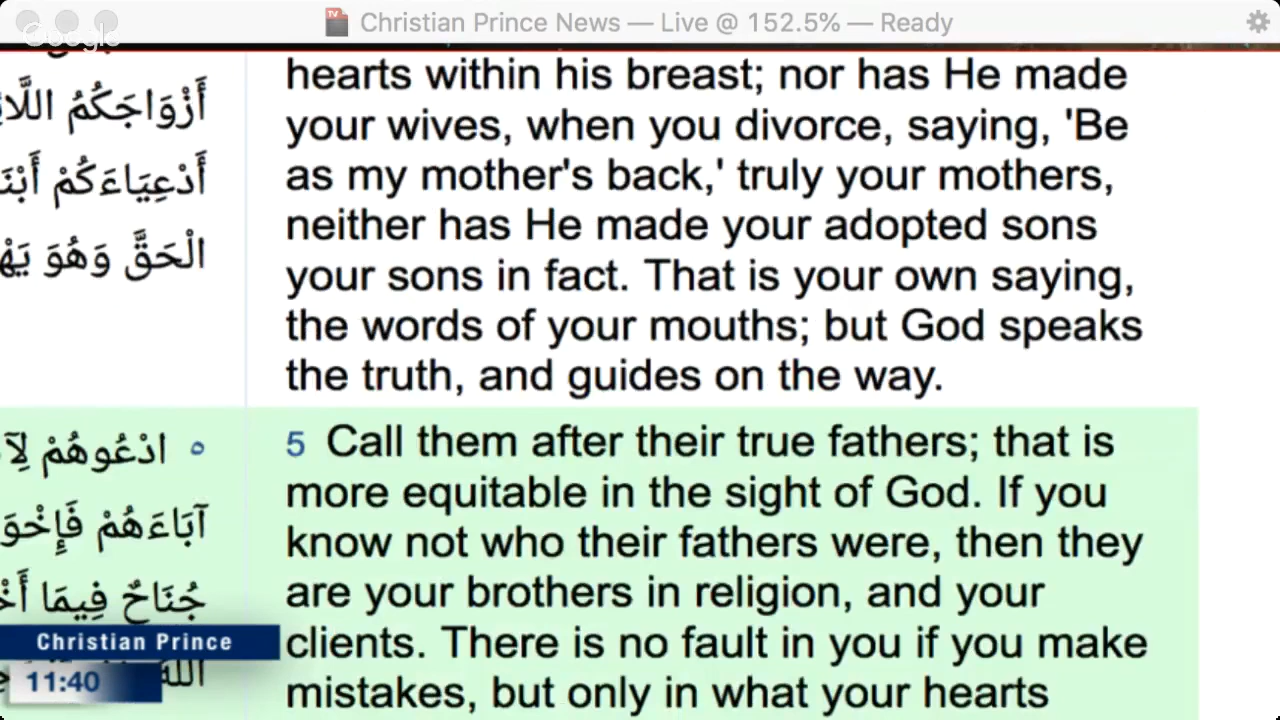 Christian Prince News — Live @ 152.5% — Ready
Google
hearts within his breast; nor has He made
your wives, when you divorce, saying, 'Be
as my mother's back,' truly your mothers,
neither has He made your adopted sons
your sons in fact. That is your own saying,
the words of your mouths; but God speaks
the truth, and guides on the way.
أَزْوَاجَكُمُ
أَدْعِيَاءَكُمْ
الْحَقَّ وَهُوَ
5 Call them after their true fathers; that is
more equitable in the sight of God. If you
know not who their fathers were, then they
are your brothers in religion, and your
clients. There is no fault in you if you make
mistakes, but only in what your hearts
٥ ادْعُوهُمْ
آبَاءَهُمْ
جُنَاحٌ فِيمَا
Christian Prince
11:40